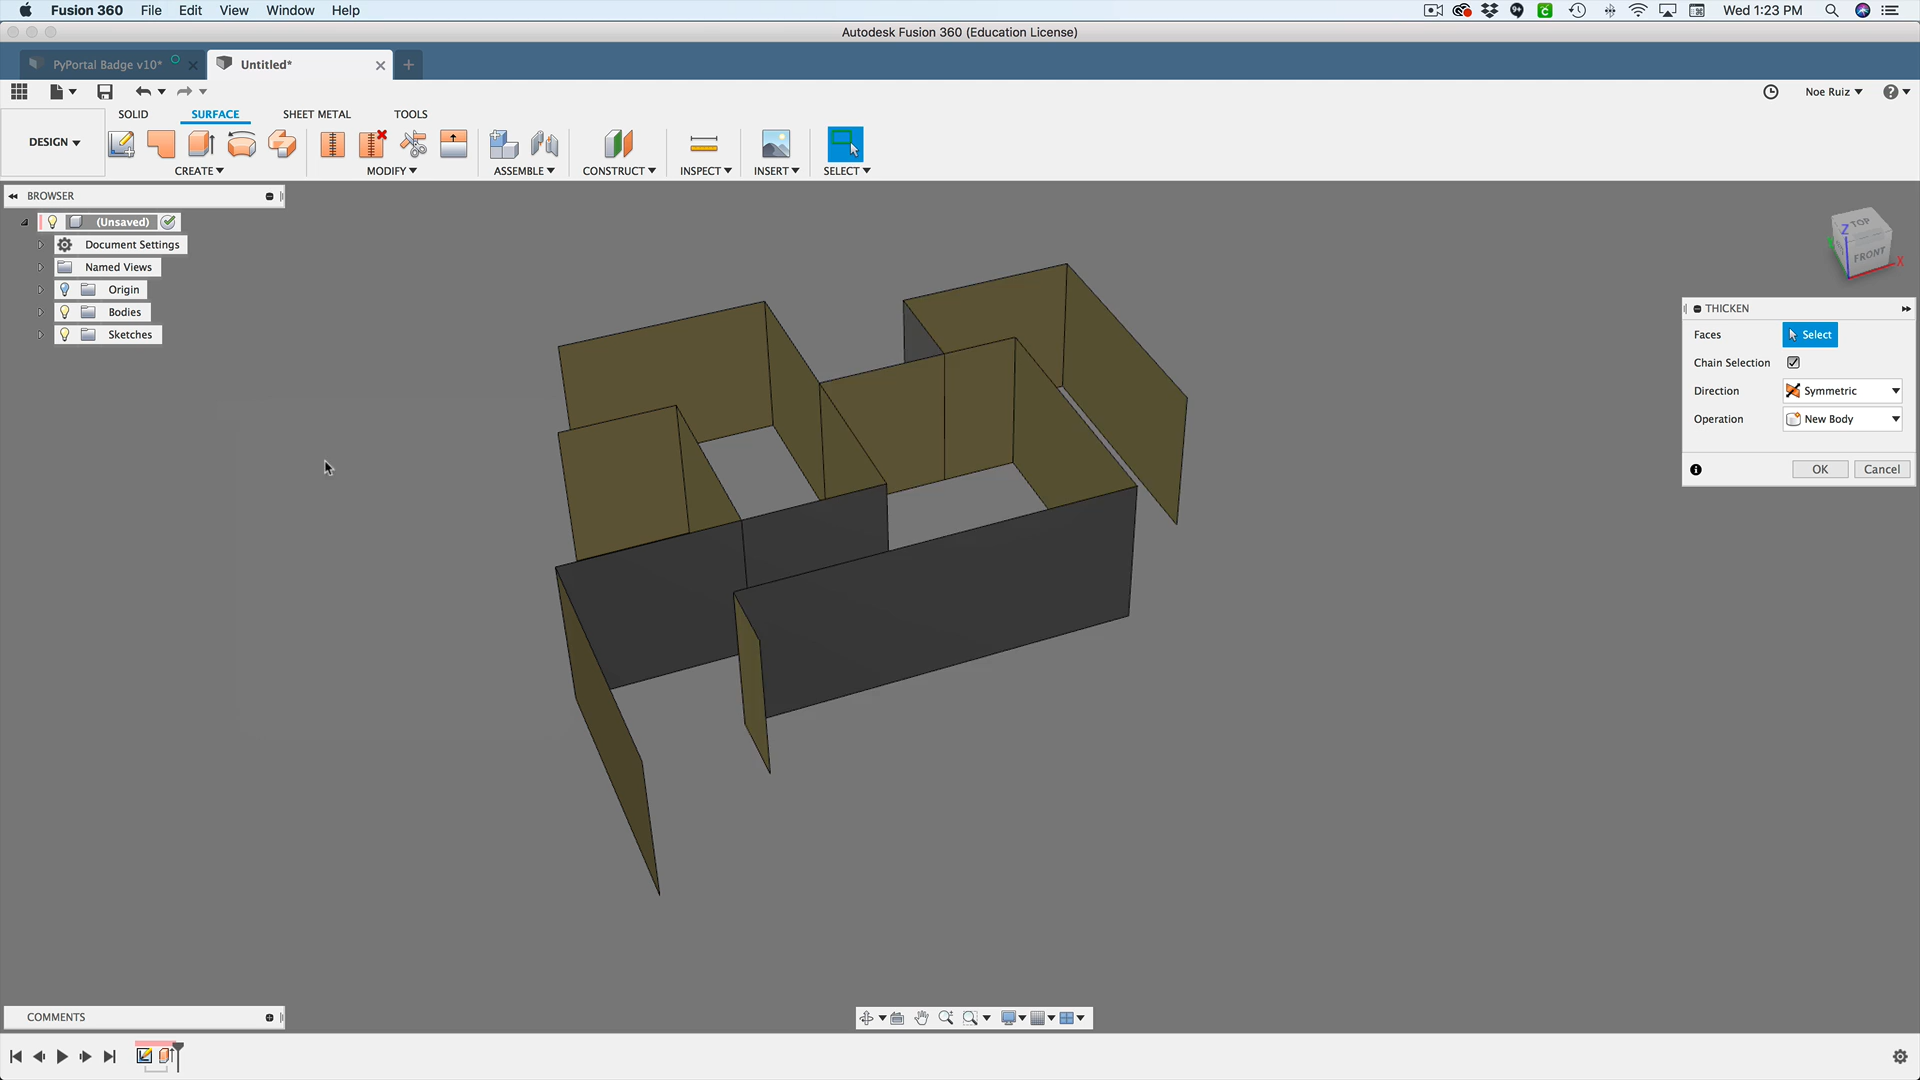 Fusion 360 File Edit View Window Help
Wed 1:23 PM
Autodesk Fusion 360 (Education License)
PyPortal Badge v10*
Untitled*
Noe Ruiz
DESIGN
SOLID SURFACE SHEET METAL TOOLS
CREATE MODIFY ASSEMBLE CONSTRUCT INSPECT INSERT SELECT
BROWSER
(Unsaved)
Document Settings
Named Views
Origin
Bodies
Sketches
TOP
FRONT
Z
X
THICKEN
Faces Select
Chain Selection
Direction Symmetric
Operation New Body
OK Cancel
COMMENTS